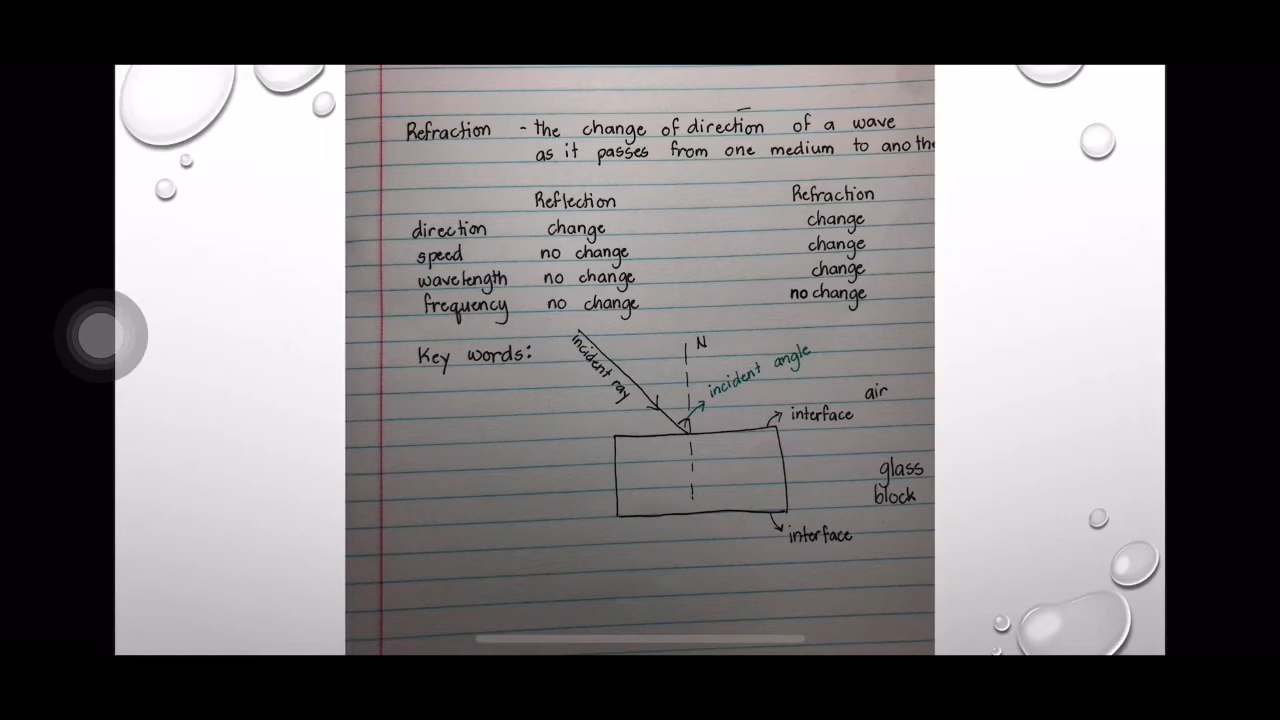 Refraction - the change of direction of a wave
as it passes from one medium to anothe
Reflection Refraction
direction change change
speed no change change
wavelength no change change
frequency no change no change
Key words:
incident ray
N
incident angle
air
interface
glass
block
interface